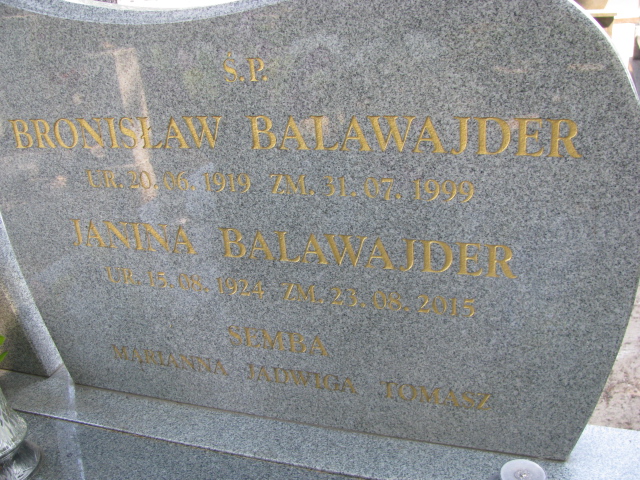 Ś.P.
BRONISŁAW BALAWAJDER
UR. 20.06.1919 ZM. 31.07.1999
JANINA BALAWAJDER
UR. 15.08.1924 ZM. 23.08.2015
SEMBA
MARIANNA JADWIGA TOMASZ